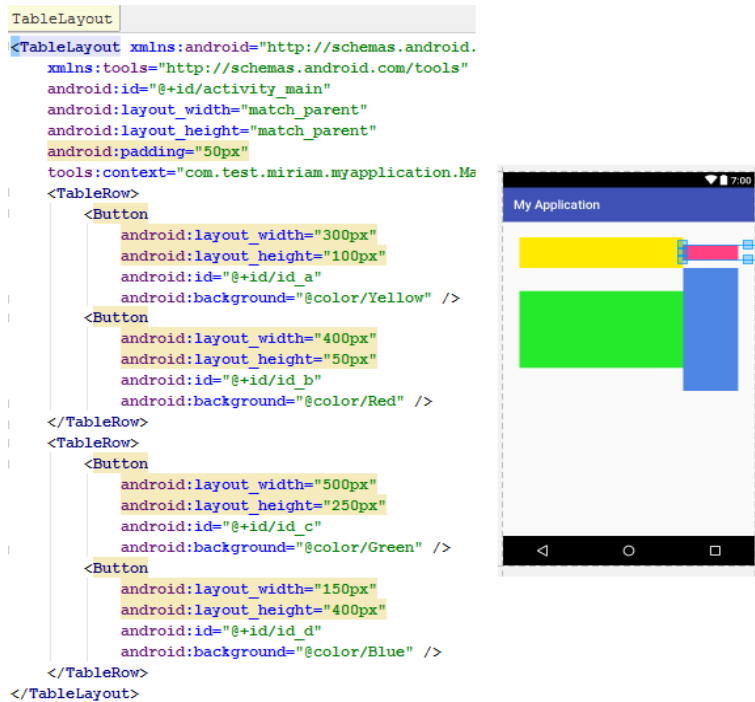 TableLayout
<TableLayout xmlns:android="http://schemas.android.
xmlns:tools="http://schemas.android.com/tools"
android:id="@+id/activity_main"
android:layout_width="match_parent"
android:layout_height="match_parent"
android:padding="50px"
tools:context="com.test.miriam.myapplication.Ma
<TableRow>
<Button
android:layout_width="300px"
android:layout_height="100px"
android:id="@+id/id_a"
android:background="@color/Yellow" />
<Button
android:layout_width="400px"
android:layout_height="50px"
android:id="@+id/id_b"
android:background="@color/Red" />
</TableRow>
<TableRow>
<Button
android:layout_width="500px"
android:layout_height="250px"
android:id="@+id/id_c"
android:background="@color/Green" />
<Button
android:layout_width="150px"
android:layout_height="400px"
android:id="@+id/id_d"
android:background="@color/Blue" />
</TableRow>
</TableLayout>
7:00
My Application